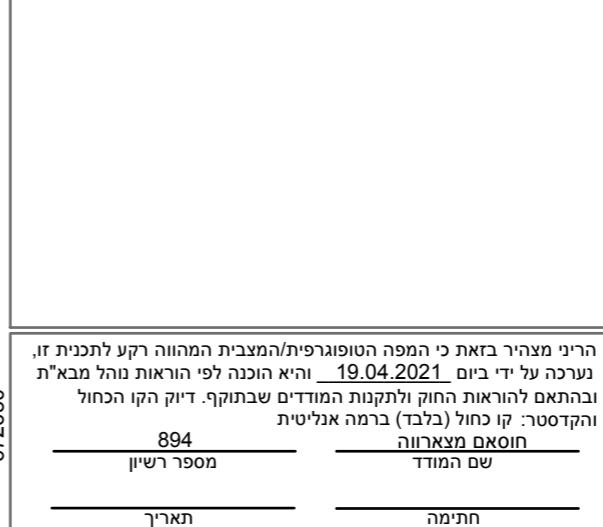 הריני מצהיר בזאת כי המפה הטופוגרפית/המצבית המהווה רקע לתכנית זו,
נערכה על ידי ביום 19.04.2021 והיא הוכנה לפי הוראות נוהל מבא"ת
ובהתאם להוראות החוק ולתקנות המודדים שבתוקף. דיוק הקו הכחול
והקדסטר: קו כחול (בלבד) ברמה אנליטית
חוסאם מצארווה 894
שם המודד מספר רשיון
חתימה תאריך